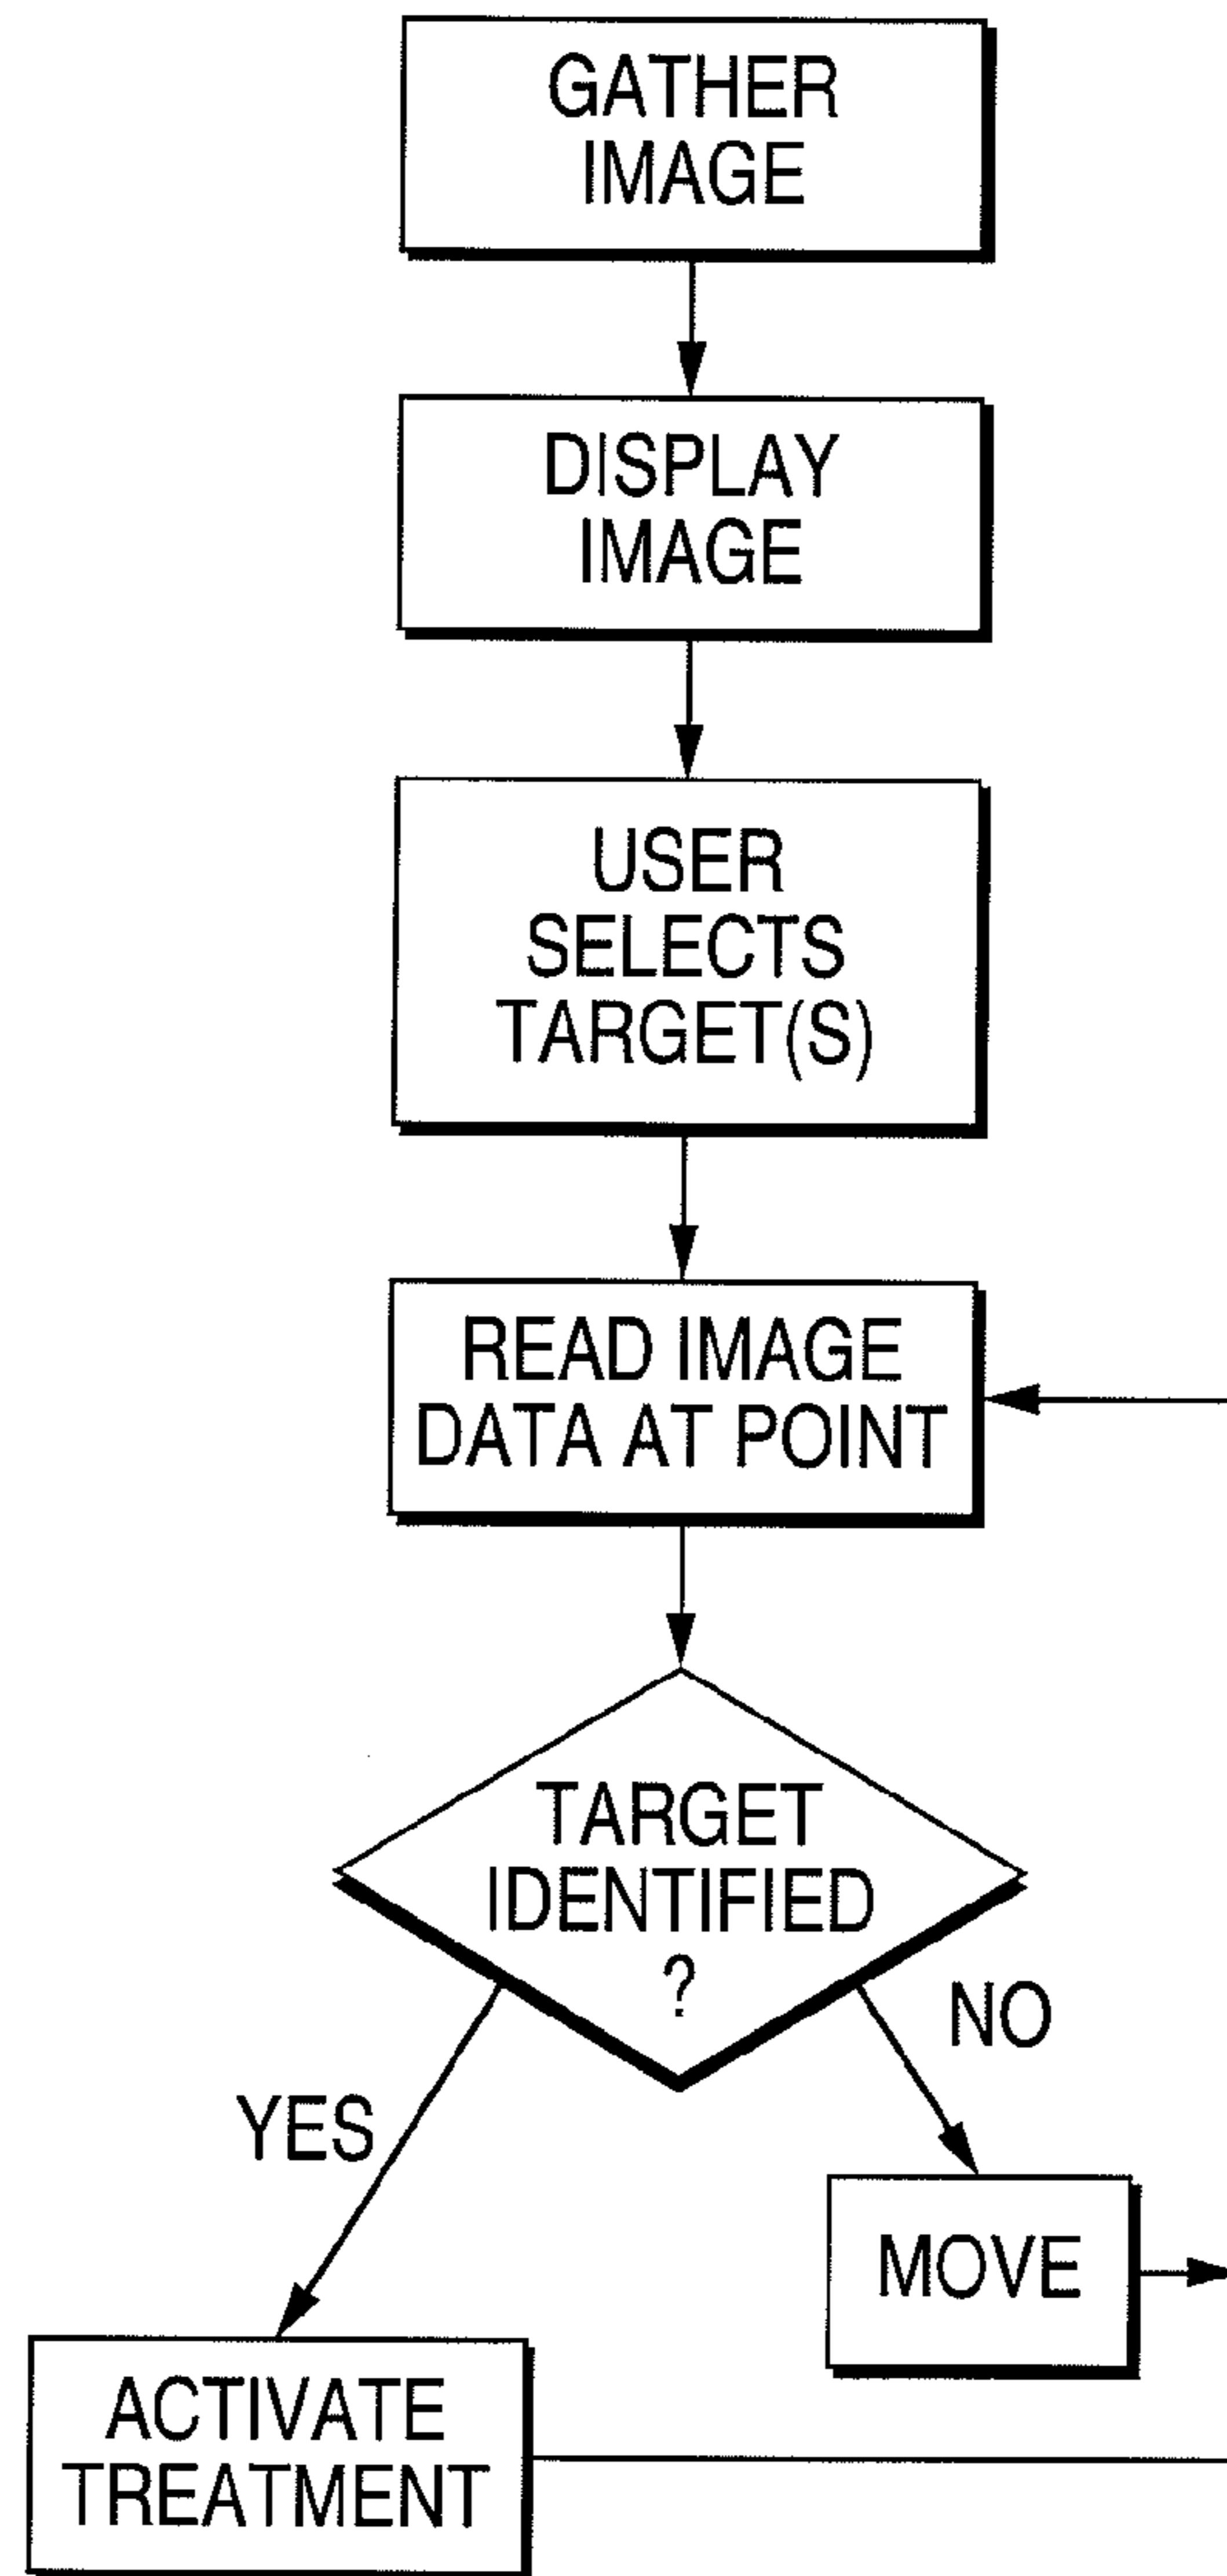 GATHER
IMAGE
DISPLAY
IMAGE
USER
SELECTS
TARGET(S)
READ IMAGE
DATA AT POINT
TARGET
IDENTIFIED
?
NO
YES
MOVE
ACTIVATE
TREATMENT